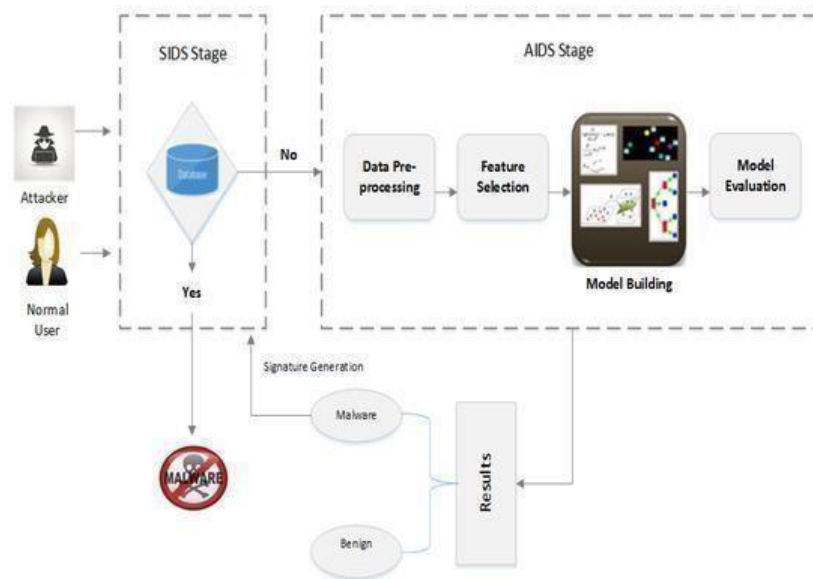 SIDS Stage
AIDS Stage
Attacker
Database
No
Data Pre-
processing
Feature
Selection
Model
Evaluation
Model Building
Normal
User
Yes
Signature Generation
Malware
MALWARE
Results
Benign